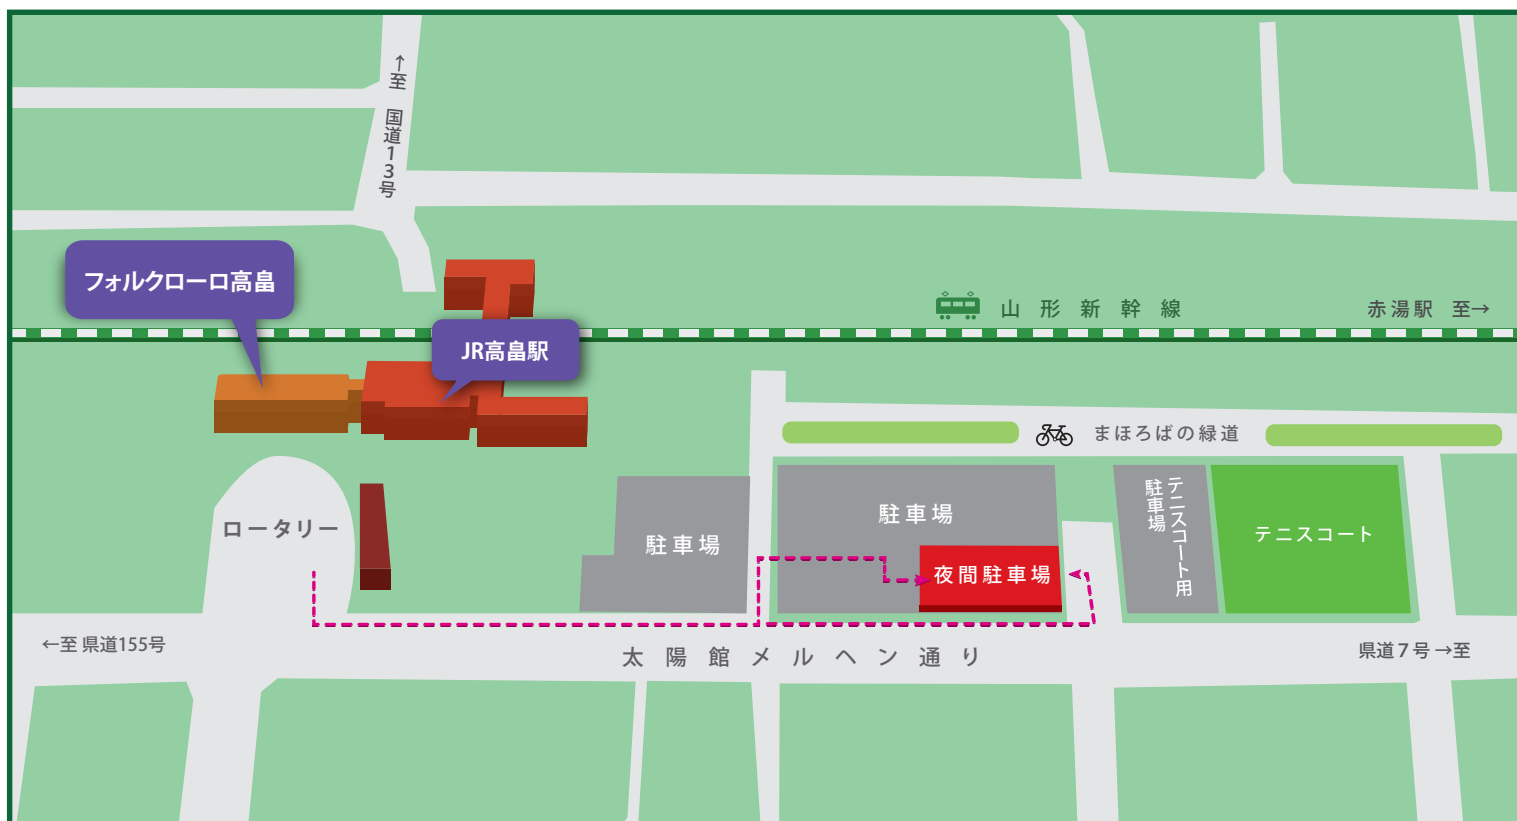 ↑至 国道13号
フォルクローロ高畠
山形新幹線
赤湯駅 至→
JR高畠駅
まほろばの緑道
ロータリー
駐車場
駐車場
夜間駐車場
テニスコート用
駐車場
テニスコート
←至 県道155号
太陽館メルヘン通り
県道7号→至